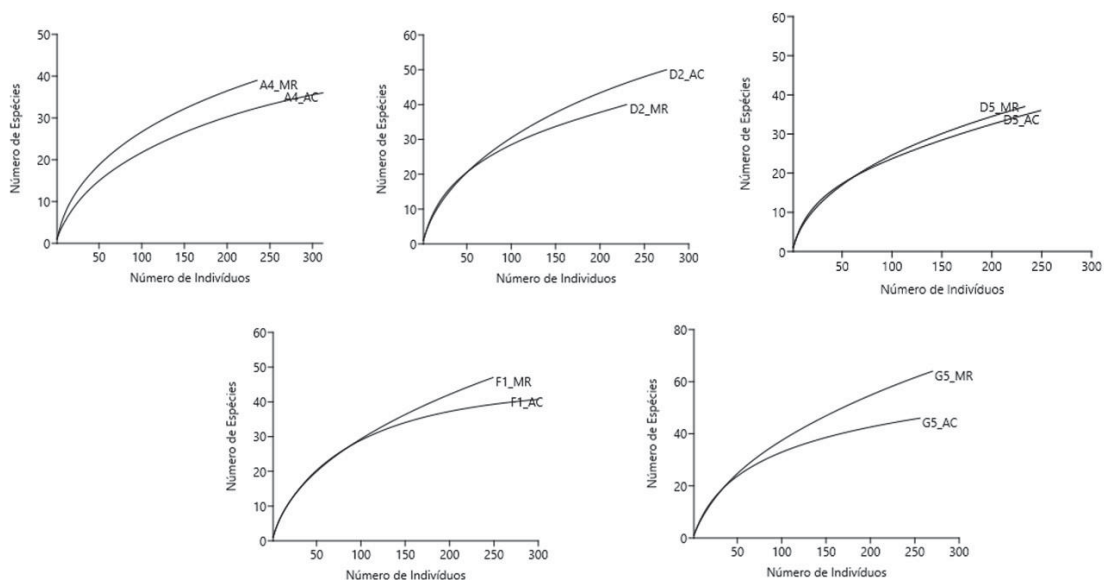 Número de Espécies
50
40
30
20
10
0
A4_MR
A4_AC
50 100 150 200 250 300
Número de Indivíduos
Número de Espécies
60
50
40
30
20
10
0
D2_AC
D2_MR
50 100 150 200 250 300
Número de Indivíduos
Número de Espécies
60
50
40
30
20
10
0
D5_MR
D5_AC
50 100 150 200 250 300
Número de Indivíduos
Número de Espécies
60
50
40
30
20
10
0
F1_MR
F1_AC
50 100 150 200 250 300
Número de Indivíduos
Número de Espécies
80
60
40
20
0
G5_MR
G5_AC
50 100 150 200 250 300
Número de Indivíduos